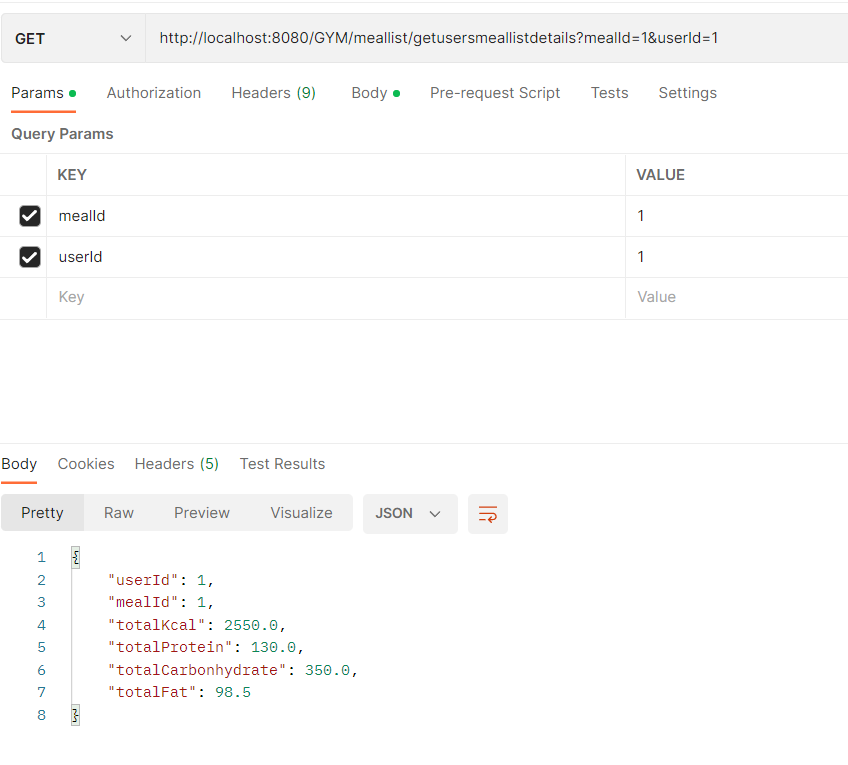 GET http://localhost:8080/GYM/meallist/getusersmeallistdetails?mealId=1&userId=1
Params Authorization Headers (9) Body Pre-request Script Tests Settings
Query Params
KEY VALUE
mealId 1
userId 1
Key Value
Body Cookies Headers (5) Test Results
Pretty Raw Preview Visualize JSON
1 {
2 "userId": 1,
3 "mealId": 1,
4 "totalKcal": 2550.0,
5 "totalProtein": 130.0,
6 "totalCarbonhydrate": 350.0,
7 "totalFat": 98.5
8 }